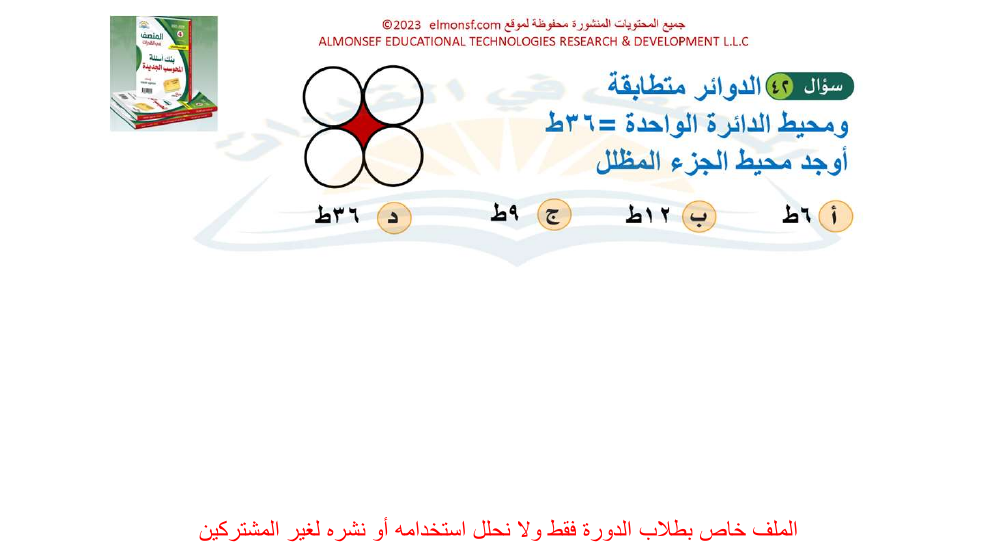 جميع المحتويات المنشورة محفوظة لموقع elmonsf.com ©2023
ALMONSEF EDUCATIONAL TECHNOLOGIES RESEARCH & DEVELOPMENT L.L.C
المنصف
بنك أسئلة
المحوسب الجديدة
سؤال ٤٢ الدوائر متطابقة
ومحيط الدائرة الواحدة =٣٦ط
أوجد محيط الجزء المظلل
أ ٦ط ب ١٢ط ج ٩ط د ٣٦ط
الملف خاص بطلاب الدورة فقط ولا نحلل استخدامه أو نشره لغير المشتركين